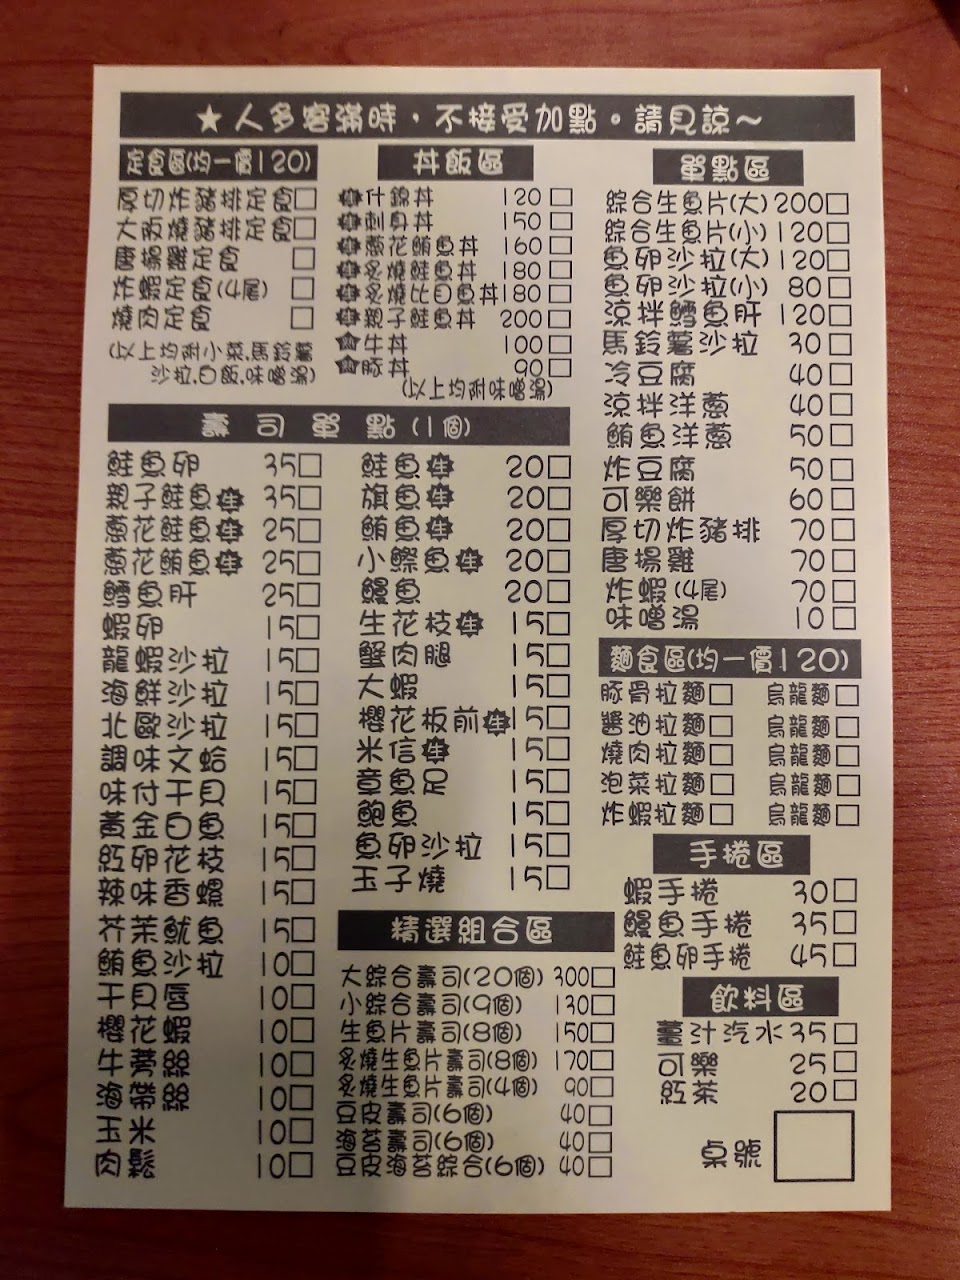 ★人多客滿時，不接受加點。請見諒～
定食區(均一價120)
厚切炸豬排定食□
大阪燒豬排定食□
唐揚雞定食 □
炸蝦定食(4尾) □
燒肉定食 □
(以上均附小菜.馬鈴薯
沙拉.白飯.味噌湯)
丼飯區
生什錦丼 120□
生刺身丼 150□
生蔥花鮪魚丼 160□
生炙燒鮭魚丼 180□
生炙燒比目魚丼180□
生親子鮭魚丼 200□
熟牛丼 100□
熟豚丼 90□
(以上均附味噌湯)
壽司單點(1個)
鮭魚卵 35□
親子鮭魚生 35□
蔥花鮭魚生 25□
蔥花鮪魚生 25□
鱈魚肝 25□
蝦卵 15□
龍蝦沙拉 15□
海鮮沙拉 15□
北歐沙拉 15□
調味文蛤 15□
味付干貝 15□
黃金白魚 15□
紅卵花枝 15□
辣味香螺 15□
芥茉魷魚 15□
鮪魚沙拉 10□
干貝唇 10□
櫻花蝦 10□
牛蒡絲 10□
海帶絲 10□
玉米 10□
肉鬆 10□
鮭魚生 20□
旗魚生 20□
鮪魚生 20□
小鰶魚生 20□
鰻魚 20□
生花枝生 15□
蟹肉腿 15□
大蝦 15□
櫻花板前生15□
米信生 15□
章魚足 15□
鮑魚 15□
魚卵沙拉 15□
玉子燒 15□
精選組合區
大綜合壽司(20個) 300□
小綜合壽司(9個) 130□
生魚片壽司(8個) 150□
炙燒生魚片壽司(8個) 170□
炙燒生魚片壽司(4個) 90□
豆皮壽司(6個) 40□
海苔壽司(6個) 40□
豆皮海苔綜合(6個) 40□
單點區
綜合生魚片(大) 200□
綜合生魚片(小) 120□
魚卵沙拉(大) 120□
魚卵沙拉(小) 80□
涼拌鱈魚肝 120□
馬鈴薯沙拉 30□
冷豆腐 40□
涼拌洋蔥 40□
鮪魚洋蔥 50□
炸豆腐 50□
可樂餅 60□
厚切炸豬排 70□
唐揚雞 70□
炸蝦(4尾) 70□
味噌湯 10□
麵食區(均一價120)
豚骨拉麵□ 烏龍麵□
醬油拉麵□ 烏龍麵□
燒肉拉麵□ 烏龍麵□
泡菜拉麵□ 烏龍麵□
炸蝦拉麵□ 烏龍麵□
手捲區
蝦手捲 30□
鰻魚手捲 35□
鮭魚卵手捲 45□
飲料區
薑汁汽水35□
可樂 25□
紅茶 20□
桌號